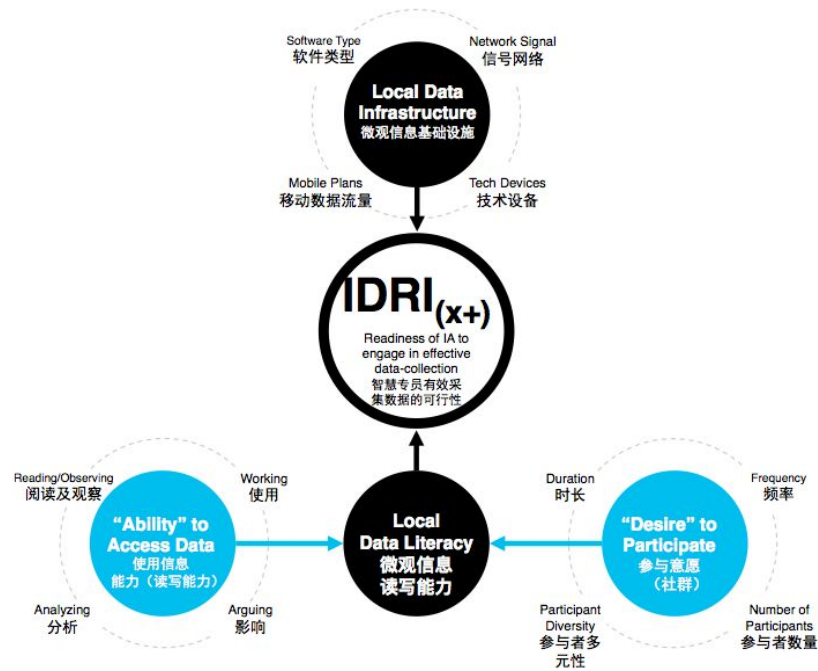 Software Type
软件类型
Network Signal
信号网络
Local Data
Infrastructure
微观信息基础设施
Mobile Plans
移动数据流量
Tech Devices
技术设备
IDRI(x+)
Readiness of IA to
engage in effective
data-collection
智慧专员有效采
集数据的可行性
Reading/Observing
阅读及观察
Working
使用
"Ability" to
Access Data
使用信息
能力（读写能力）
Analyzing
分析
Arguing
影响
Local
Data Literacy
微观信息
读写能力
Duration
时长
Frequency
频率
"Desire" to
Participate
参与意愿
（社群）
Participant
Diversity
参与者多
元性
Number of
Participants
参与者数量